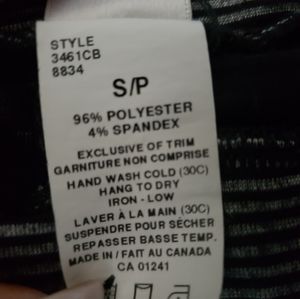 STYLE
3461CB
8834
S/P
96% POLYESTER
4% SPANDEX
EXCLUSIVE OF TRIM
GARNITURE NON COMPRISE
HAND WASH COLD (30C)
HANG TO DRY
IRON - LOW
LAVER À LA MAIN (30C)
SUSPENDRE POUR SÉCHER
REPASSER BASSE TEMP.
MADE IN / FAIT AU CANADA
CA 01241